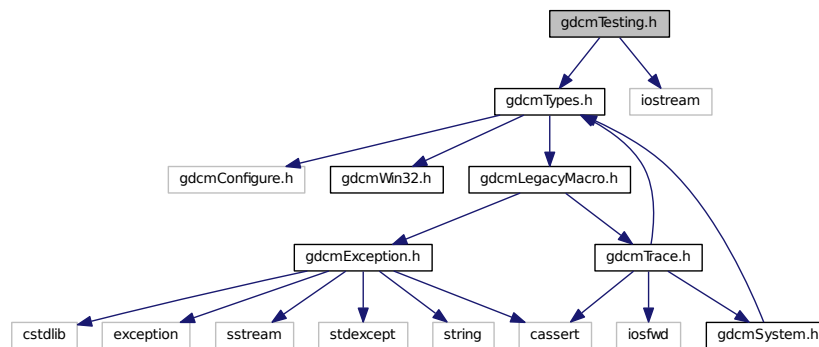 gdcmTesting.h
gdcmTypes.h
iostream
gdcmConfigure.h
gdcmWin32.h
gdcmLegacyMacro.h
gdcmException.h
gdcmTrace.h
cstdlib
exception
sstream
stdexcept
string
cassert
iosfwd
gdcmSystem.h